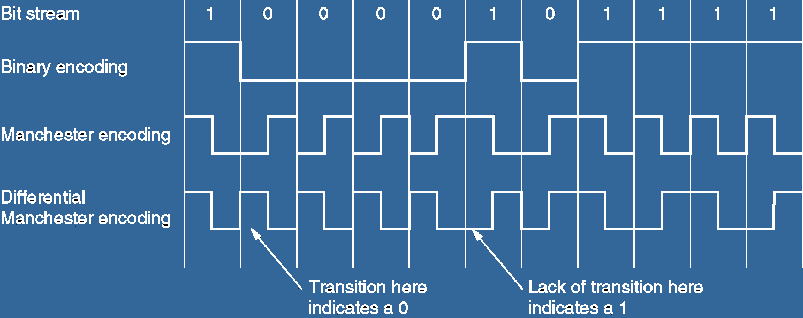 Bit stream 1 0 0 0 0 1 0 1 1 1 1
Binary encoding
Manchester encoding
Differential
Manchester encoding
Transition here
indicates a 0
Lack of transition here
indicates a 1